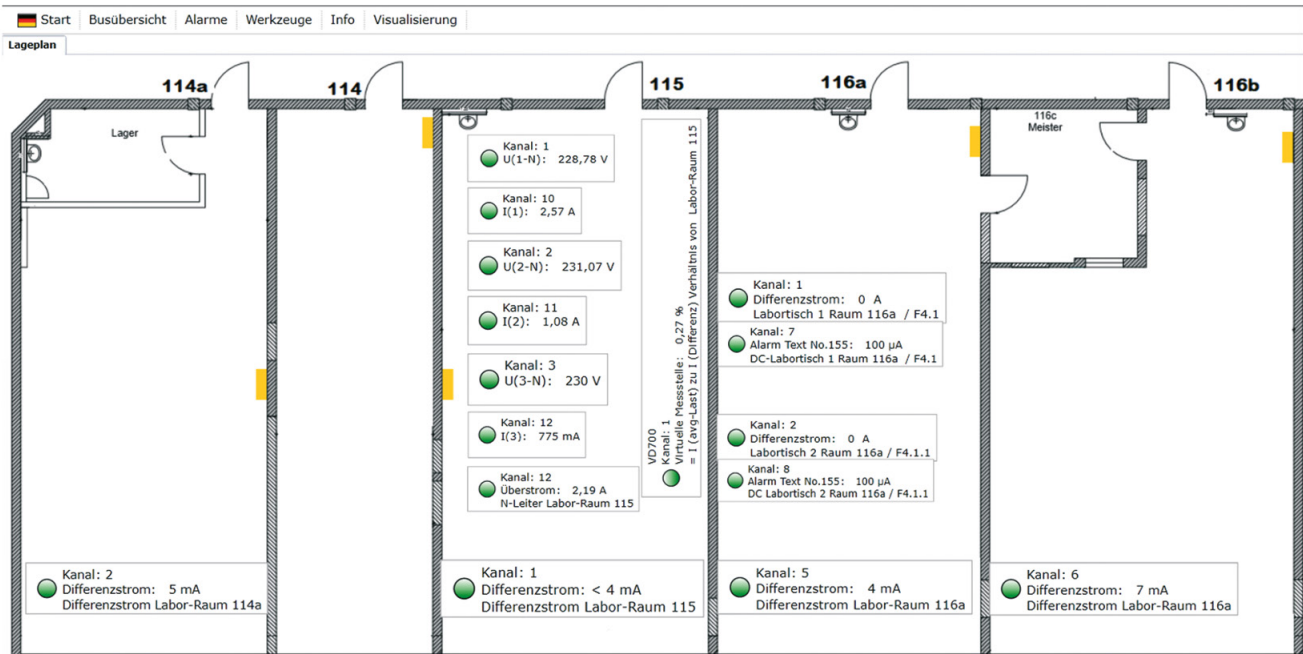 Start Busübersicht Alarme Werkzeuge Info Visualisierung
Lageplan
114a
114
115
116a
116b
Lager
116c
Meister
Kanal: 1
U(1-N): 228,78 V
Kanal: 10
I(1): 2,57 A
Kanal: 2
U(2-N): 231,07 V
Kanal: 11
I(2): 1,08 A
Kanal: 3
U(3-N): 230 V
Kanal: 12
I(3): 775 mA
Kanal: 12
Überstrom: 2,19 A
N-Leiter Labor-Raum 115
VD700
Kanal: 1
Virtuelle Messstelle: 0,27 %
= I (avg-Last) zu I (Differenz) Verhältnis von Labor-Raum 115
Kanal: 1
Differenzstrom: 0 A
Labortisch 1 Raum 116a / F4.1
Kanal: 7
Alarm Text No.155: 100 µA
DC-Labortisch 1 Raum 116a / F4.1
Kanal: 2
Differenzstrom: 0 A
Labortisch 2 Raum 116a / F4.1.1
Kanal: 8
Alarm Text No.155: 100 µA
DC Labortisch 2 Raum 116a / F4.1.1
Kanal: 2
Differenzstrom: 5 mA
Differenzstrom Labor-Raum 114a
Kanal: 1
Differenzstrom: < 4 mA
Differenzstrom Labor-Raum 115
Kanal: 5
Differenzstrom: 4 mA
Differenzstrom Labor-Raum 116a
Kanal: 6
Differenzstrom: 7 mA
Differenzstrom Labor-Raum 116a